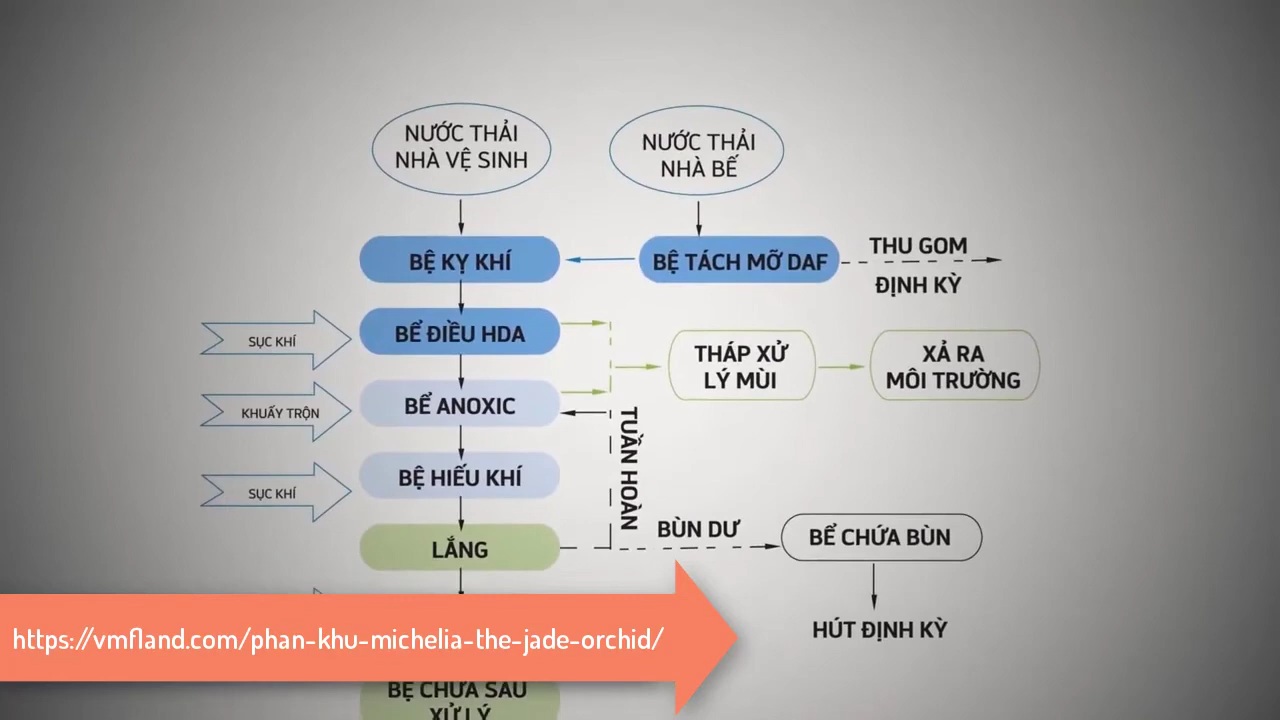 NƯỚC THẢI
NHÀ VỆ SINH
NƯỚC THẢI
NHÀ BẾ
BỆ KỴ KHÍ
BỆ TÁCH MỠ DAF
THU GOM
ĐỊNH KỲ
SỤC KHÍ
BỂ ĐIỀU HDA
THÁP XỬ
LÝ MÙI
XẢ RA
MÔI TRƯỜNG
KHUẤY TRỘN
BỂ ANOXIC
TUẦN HOÀN
SỤC KHÍ
BỆ HIẾU KHÍ
LẮNG
BÙN DƯ
BỂ CHỨA BÙN
HÚT ĐỊNH KỲ
https://vmfland.com/phan-khu-michelia-the-jade-orchid/
BỆ CHỨA SAU
XỬ LÝ